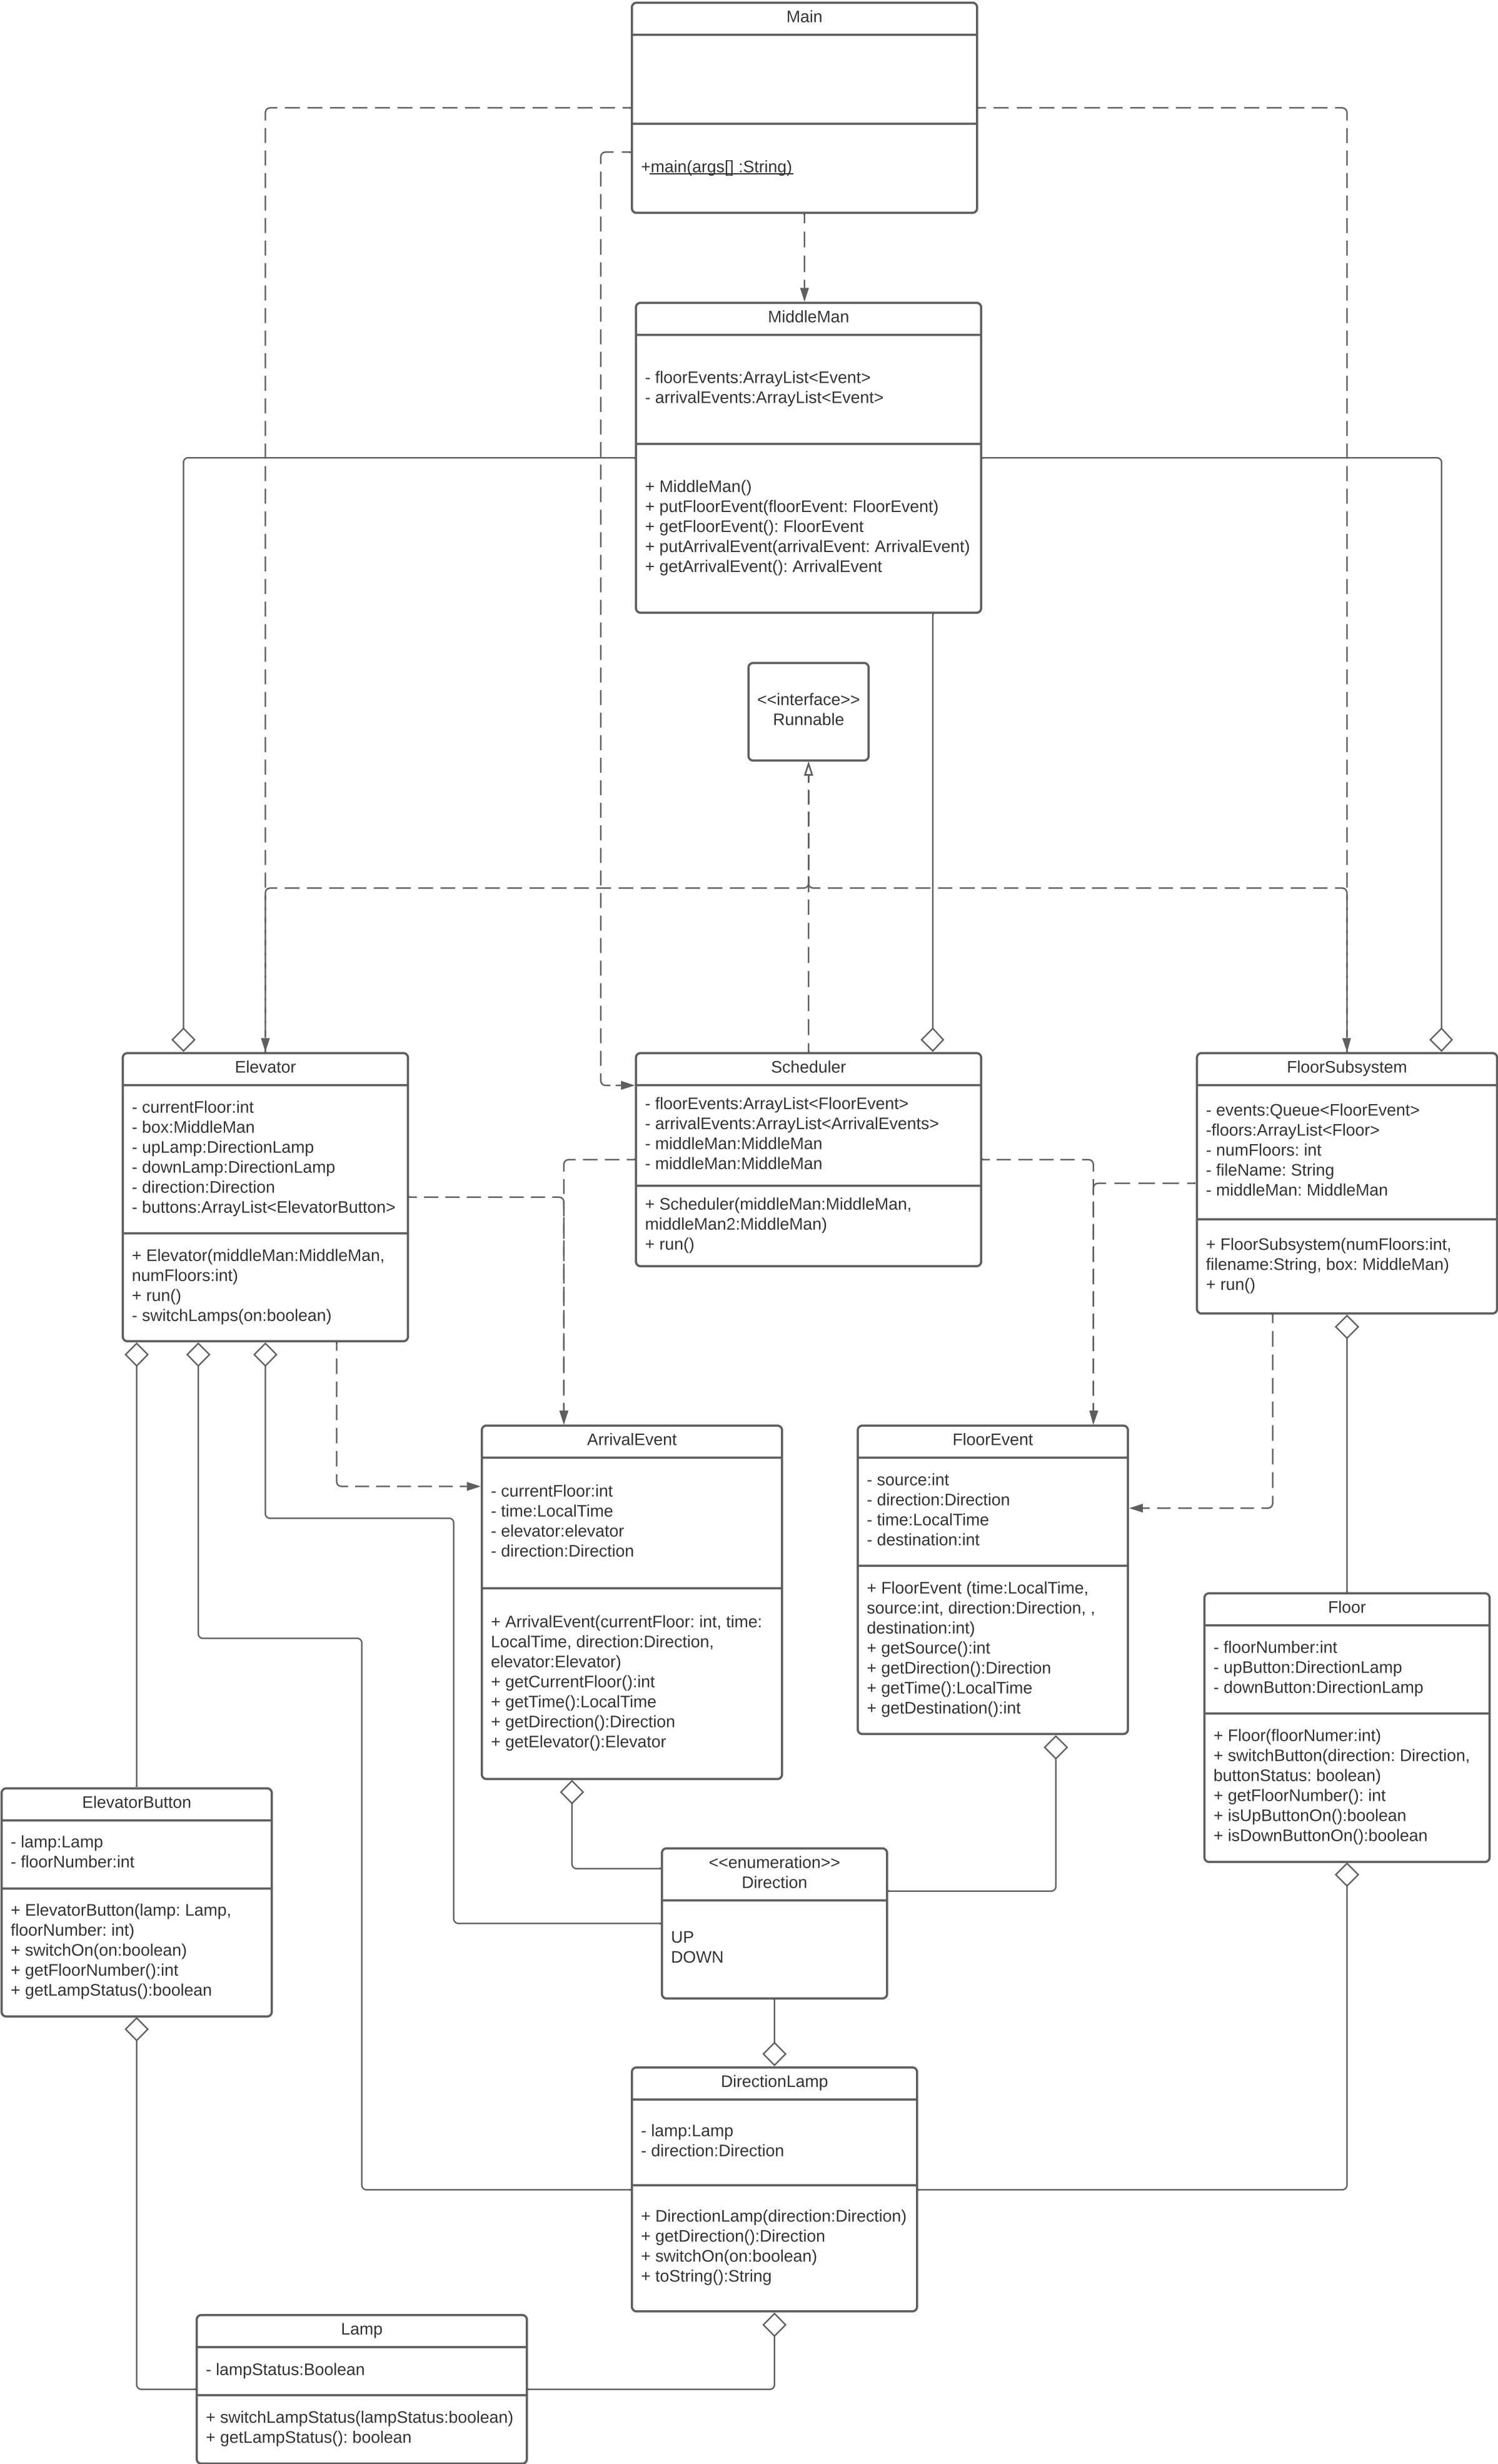 Main
+main(args[] :String)
MiddleMan
- floorEvents:ArrayList<Event>
- arrivalEvents:ArrayList<Event>
+ MiddleMan()
+ putFloorEvent(floorEvent: FloorEvent)
+ getFloorEvent(): FloorEvent
+ putArrivalEvent(arrivalEvent: ArrivalEvent)
+ getArrivalEvent(): ArrivalEvent
<<interface>>
Runnable
Elevator
- currentFloor:int
- box:MiddleMan
- upLamp:DirectionLamp
- downLamp:DirectionLamp
- direction:Direction
- buttons:ArrayList<ElevatorButton>
+ Elevator(middleMan:MiddleMan,
numFloors:int)
+ run()
- switchLamps(on:boolean)
Scheduler
- floorEvents:ArrayList<FloorEvent>
- arrivalEvents:ArrayList<ArrivalEvents>
- middleMan:MiddleMan
- middleMan:MiddleMan
+ Scheduler(middleMan:MiddleMan,
middleMan2:MiddleMan)
+ run()
FloorSubsystem
- events:Queue<FloorEvent>
-floors:ArrayList<Floor>
- numFloors: int
- fileName: String
- middleMan: MiddleMan
+ FloorSubsystem(numFloors:int,
filename:String, box: MiddleMan)
+ run()
ArrivalEvent
- currentFloor:int
- time:LocalTime
- elevator:elevator
- direction:Direction
+ ArrivalEvent(currentFloor: int, time:
LocalTime, direction:Direction,
elevator:Elevator)
+ getCurrentFloor():int
+ getTime():LocalTime
+ getDirection():Direction
+ getElevator():Elevator
FloorEvent
- source:int
- direction:Direction
- time:LocalTime
- destination:int
+ FloorEvent (time:LocalTime,
source:int, direction:Direction, ,
destination:int)
+ getSource():int
+ getDirection():Direction
+ getTime():LocalTime
+ getDestination():int
Floor
- floorNumber:int
- upButton:DirectionLamp
- downButton:DirectionLamp
+ Floor(floorNumer:int)
+ switchButton(direction: Direction,
buttonStatus: boolean)
+ getFloorNumber(): int
+ isUpButtonOn():boolean
+ isDownButtonOn():boolean
ElevatorButton
- lamp:Lamp
- floorNumber:int
+ ElevatorButton(lamp: Lamp,
floorNumber: int)
+ switchOn(on:boolean)
+ getFloorNumber():int
+ getLampStatus():boolean
<<enumeration>>
Direction
UP
DOWN
DirectionLamp
- lamp:Lamp
- direction:Direction
+ DirectionLamp(direction:Direction)
+ getDirection():Direction
+ switchOn(on:boolean)
+ toString():String
Lamp
- lampStatus:Boolean
+ switchLampStatus(lampStatus:boolean)
+ getLampStatus(): boolean